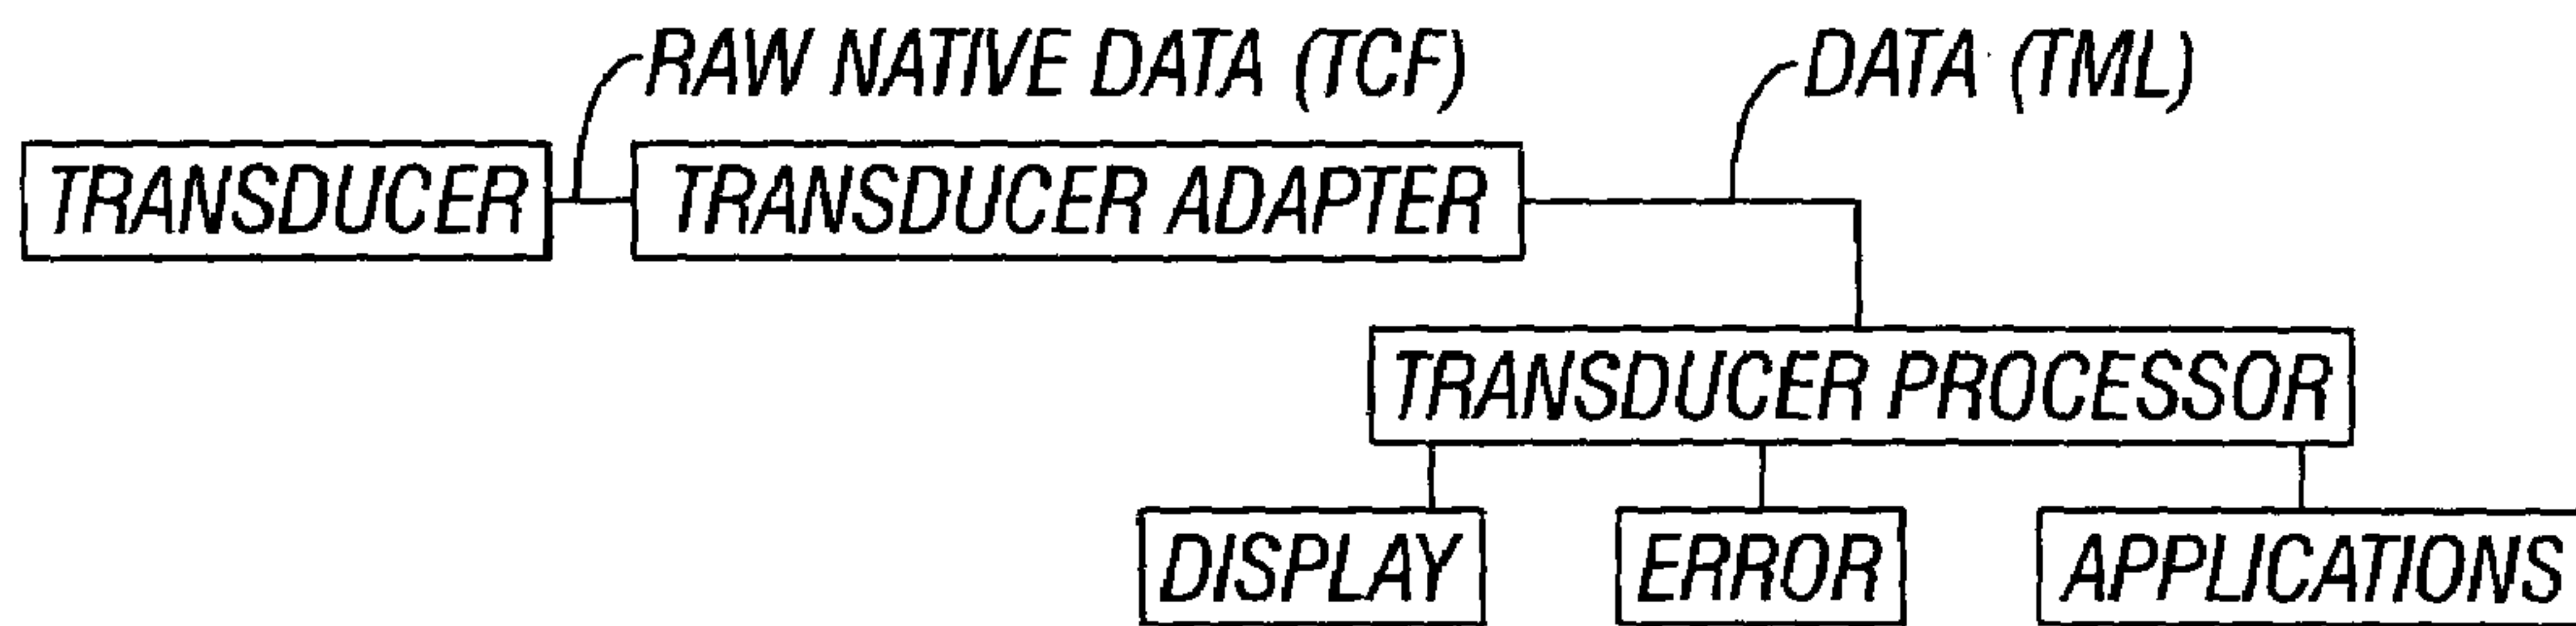 RAW NATIVE DATA (TCF)
DATA (TML)
TRANSDUCER
TRANSDUCER ADAPTER
TRANSDUCER PROCESSOR
DISPLAY
ERROR
APPLICATIONS